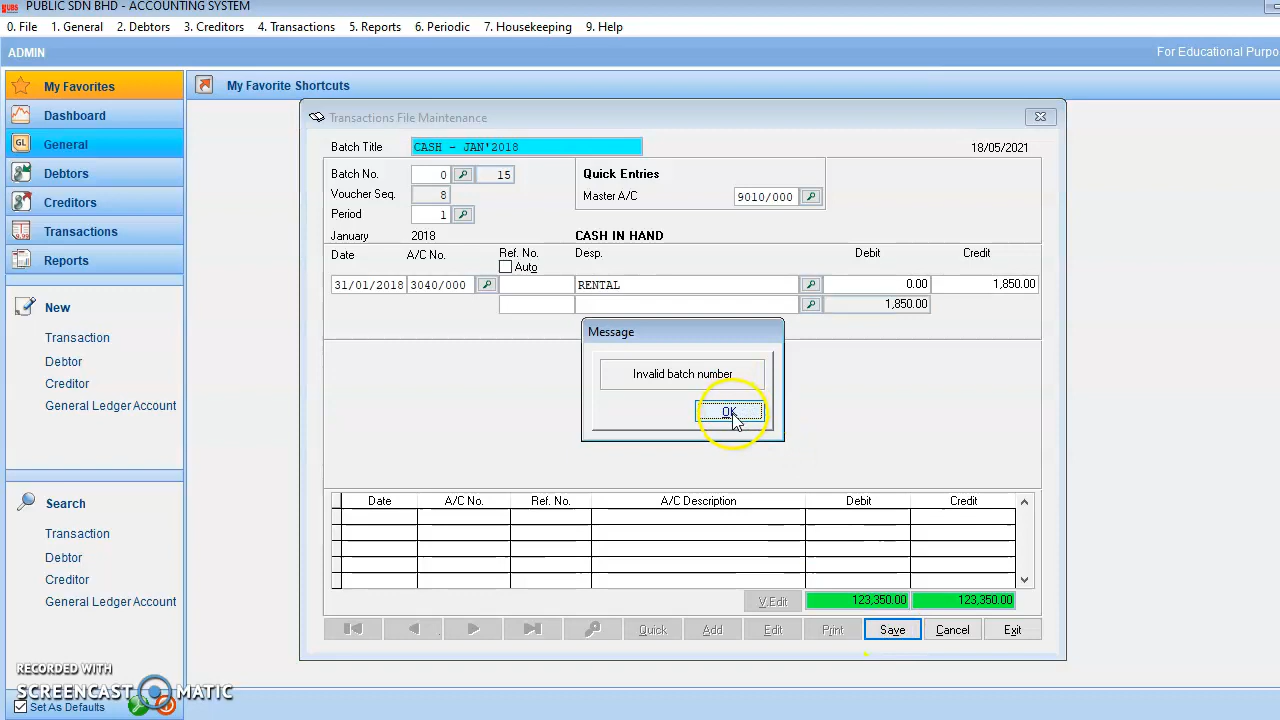 UBS PUBLIC SDN BHD - ACCOUNTING SYSTEM
0. File 1. General 2. Debtors 3. Creditors 4. Transactions 5. Reports 6. Periodic 7. Housekeeping 9. Help
ADMIN For Educational Purpo
My Favorites
Dashboard
GL General
Debtors
Creditors
Transactions
Reports
New
Transaction
Debtor
Creditor
General Ledger Account
Search
Transaction
Debtor
Creditor
General Ledger Account
RECORDED WITH
SCREENCAST MATIC
Set As Defaults
My Favorite Shortcuts
Transactions File Maintenance
Batch Title CASH - JAN'2018 18/05/2021
Batch No. 0 15 Quick Entries
Voucher Seq. 8 Master A/C 9010/000
Period 1
January 2018 CASH IN HAND
Date A/C No. Ref. No. Desp. Debit Credit
Auto
31/01/2018 3040/000 RENTAL 0.00 1,850.00
1,850.00
Message
Invalid batch number
OK
Date A/C No. Ref. No. A/C Description Debit Credit
V.Edit 123,350.00 123,350.00
Quick Add Edit Print Save Cancel Exit